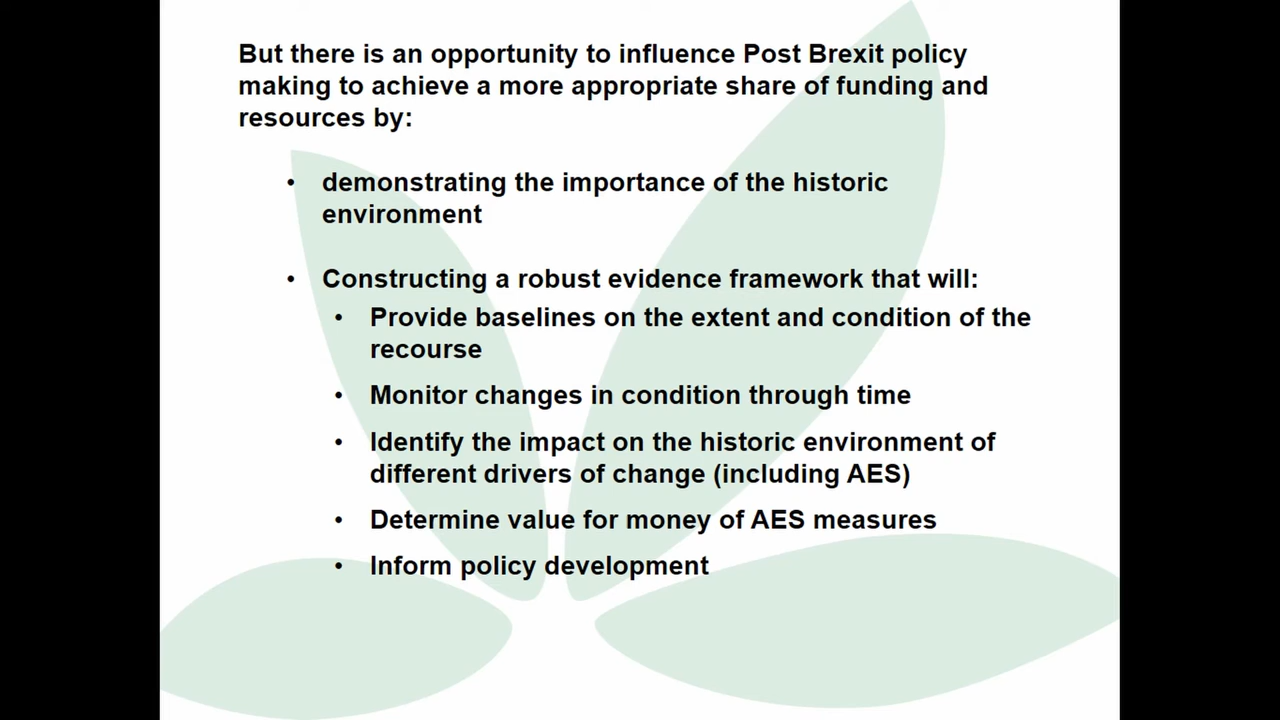 But there is an opportunity to influence Post Brexit policy
making to achieve a more appropriate share of funding and
resources by:
• demonstrating the importance of the historic
environment
• Constructing a robust evidence framework that will:
• Provide baselines on the extent and condition of the
recourse
• Monitor changes in condition through time
• Identify the impact on the historic environment of
different drivers of change (including AES)
• Determine value for money of AES measures
• Inform policy development